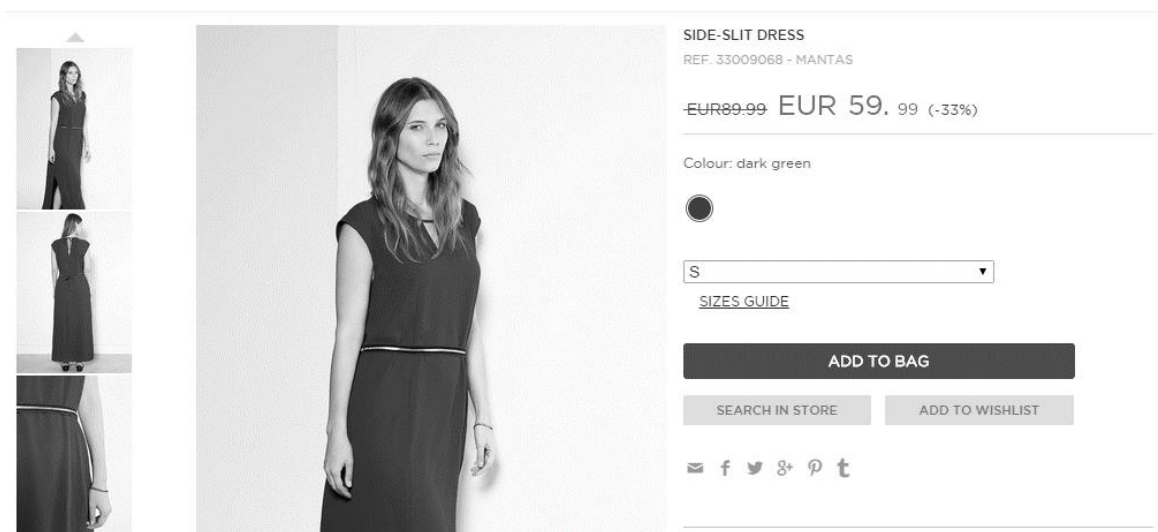 SIDE-SLIT DRESS
REF. 33009068 - MANTAS
EUR89.99 EUR 59. 99 (-33%)
Colour: dark green
S
SIZES GUIDE
ADD TO BAG
SEARCH IN STORE ADD TO WISHLIST